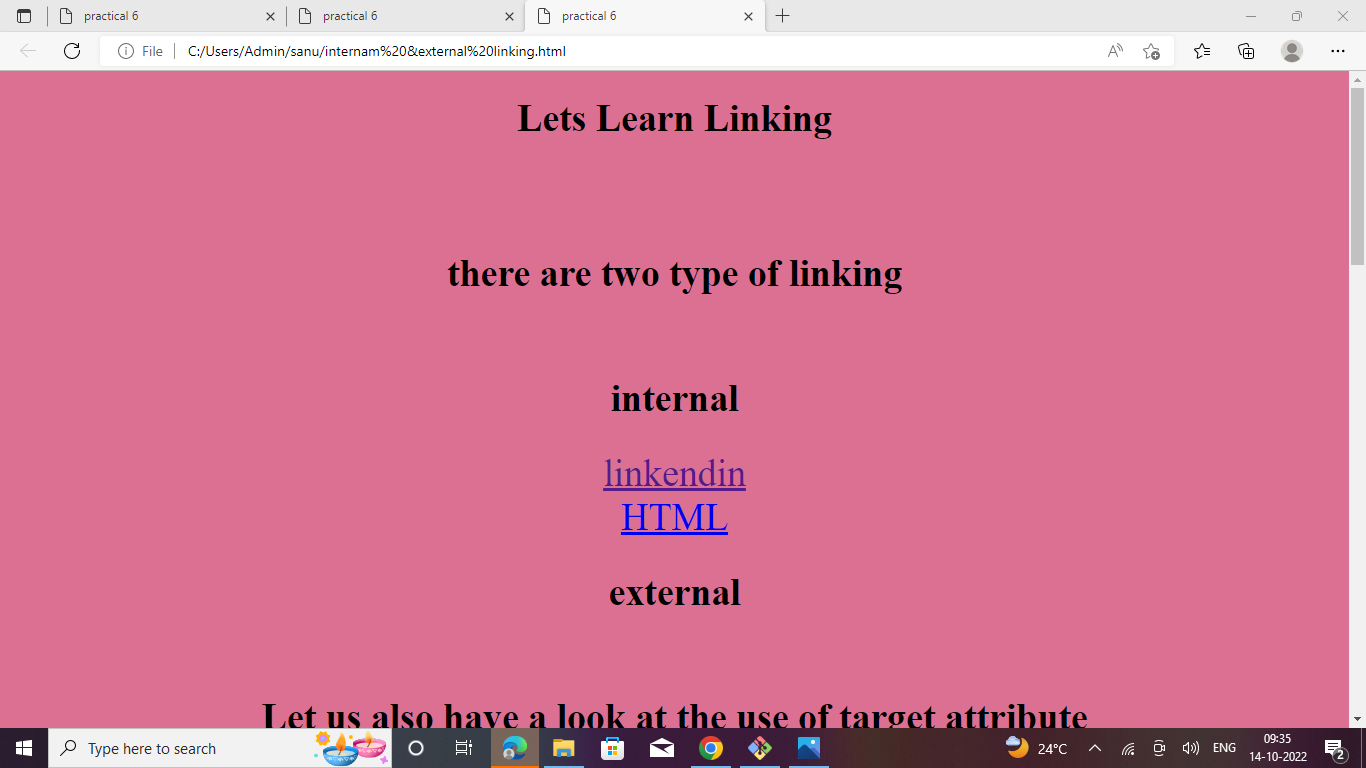 practical 6
practical 6
practical 6
File
C:/Users/Admin/sanu/internam%20&external%20linking.html
Lets Learn Linking
there are two type of linking
internal
linkendin
HTML
external
Let us also have a look at the use of target attribute
Type here to search
24°C
ENG
09:35
14-10-2022
2